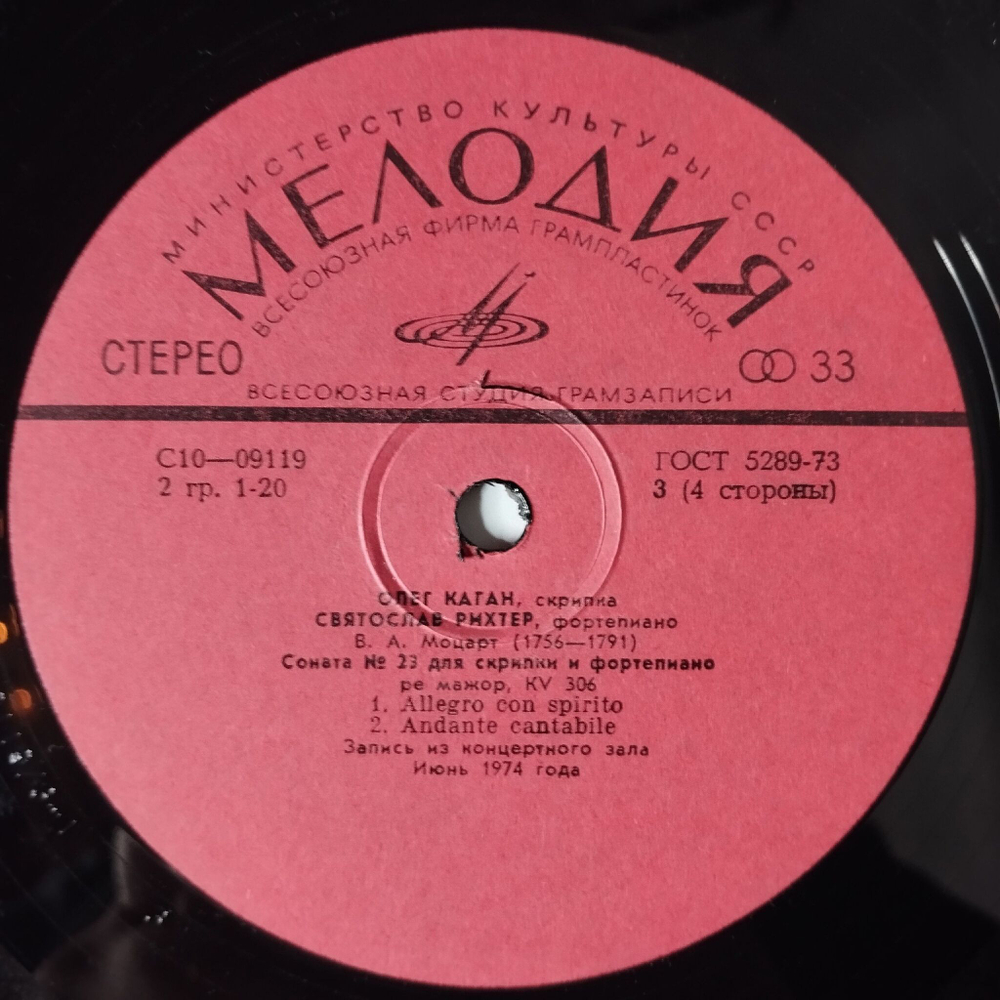 МИНИСТЕРСТВО КУЛЬТУРЫ СССР
МЕЛОДИЯ
ВСЕСОЮЗНАЯ ФИРМА ГРАМПЛАСТИНОК
СТЕРЕО
33
ВСЕСОЮЗНАЯ СТУДИЯ ГРАМЗАПИСИ
С10—09119
ГОСТ 5289-73
2 гр. 1-20
3 (4 стороны)
ОЛЕГ КАГАН, скрипка
СВЯТОСЛАВ РИХТЕР, фортепиано
В. А. Моцарт (1756—1791)
Соната № 23 для скрипки и фортепиано
ре мажор, KV 306
1. Allegro con spirito
2. Andante cantabile
Запись из концертного зала
Июнь 1974 года